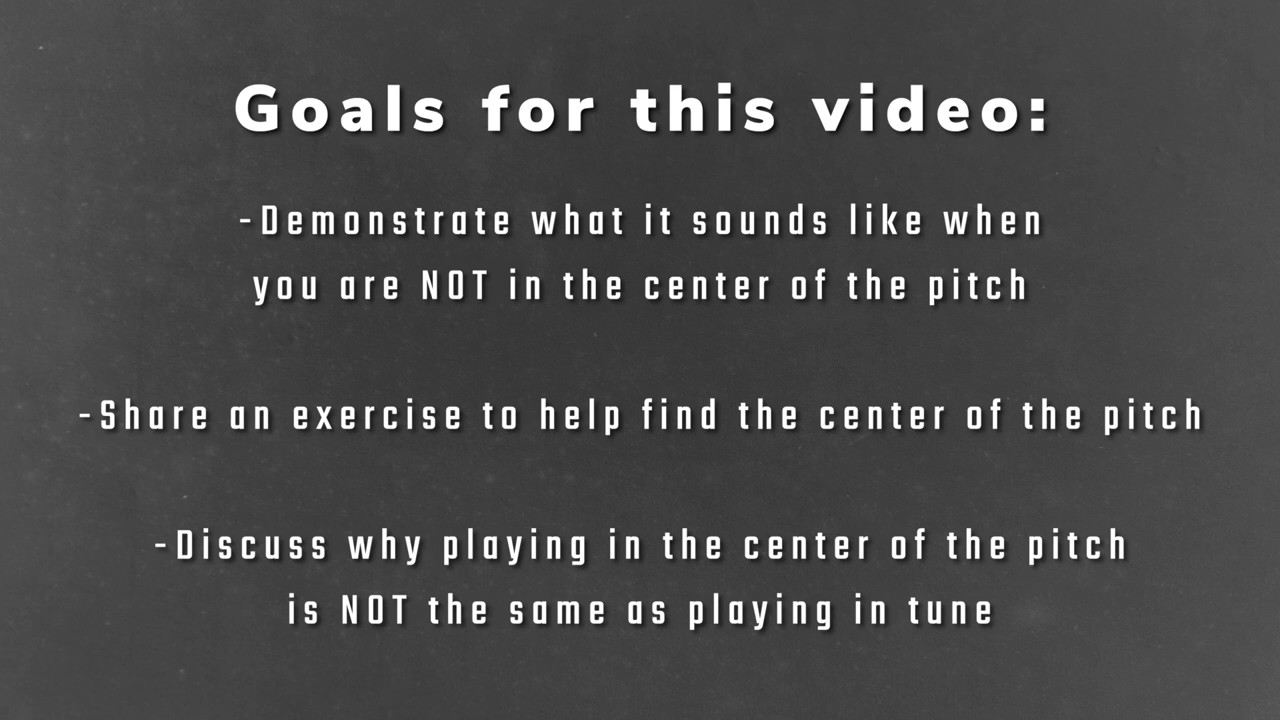 Goals for this video:
-Demonstrate what it sounds like when
you are NOT in the center of the pitch
-Share an exercise to help find the center of the pitch
-Discuss why playing in the center of the pitch
is NOT the same as playing in tune